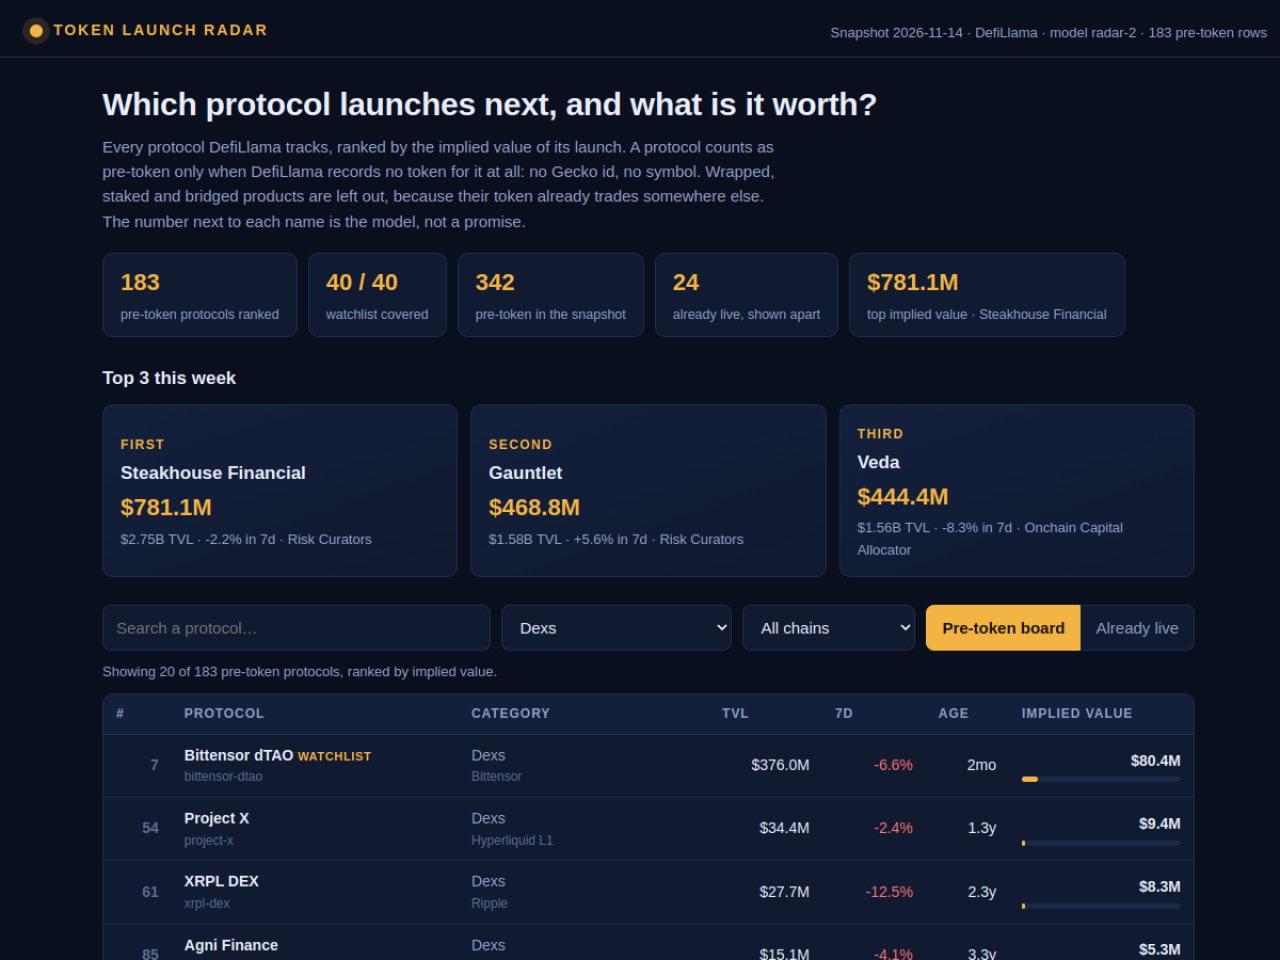 TOKEN LAUNCH RADAR
Snapshot 2026-11-14 · DefiLlama · model radar-2 · 183 pre-token rows
Which protocol launches next, and what is it worth?
Every protocol DefiLlama tracks, ranked by the implied value of its launch. A protocol counts as
pre-token only when DefiLlama records no token for it at all: no Gecko id, no symbol. Wrapped,
staked and bridged products are left out, because their token already trades somewhere else.
The number next to each name is the model, not a promise.
183
pre-token protocols ranked
40 / 40
watchlist covered
342
pre-token in the snapshot
24
already live, shown apart
$781.1M
top implied value · Steakhouse Financial
Top 3 this week
FIRST
Steakhouse Financial
$781.1M
$2.75B TVL · -2.2% in 7d · Risk Curators
SECOND
Gauntlet
$468.8M
$1.58B TVL · +5.6% in 7d · Risk Curators
THIRD
Veda
$444.4M
$1.56B TVL · -8.3% in 7d · Onchain Capital
Allocator
Search a protocol…
Dexs
All chains
Pre-token board
Already live
Showing 20 of 183 pre-token protocols, ranked by implied value.
# PROTOCOL CATEGORY TVL 7D AGE IMPLIED VALUE
7 Bittensor dTAO WATCHLIST Dexs $376.0M -6.6% 2mo $80.4M
bittensor-dtao Bittensor
54 Project X Dexs $34.4M -2.4% 1.3y $9.4M
project-x Hyperliquid L1
61 XRPL DEX Dexs $27.7M -12.5% 2.3y $8.3M
xrpl-dex Ripple
85 Agni Finance Dexs $15.1M -4.1% 3.3y $5.3M